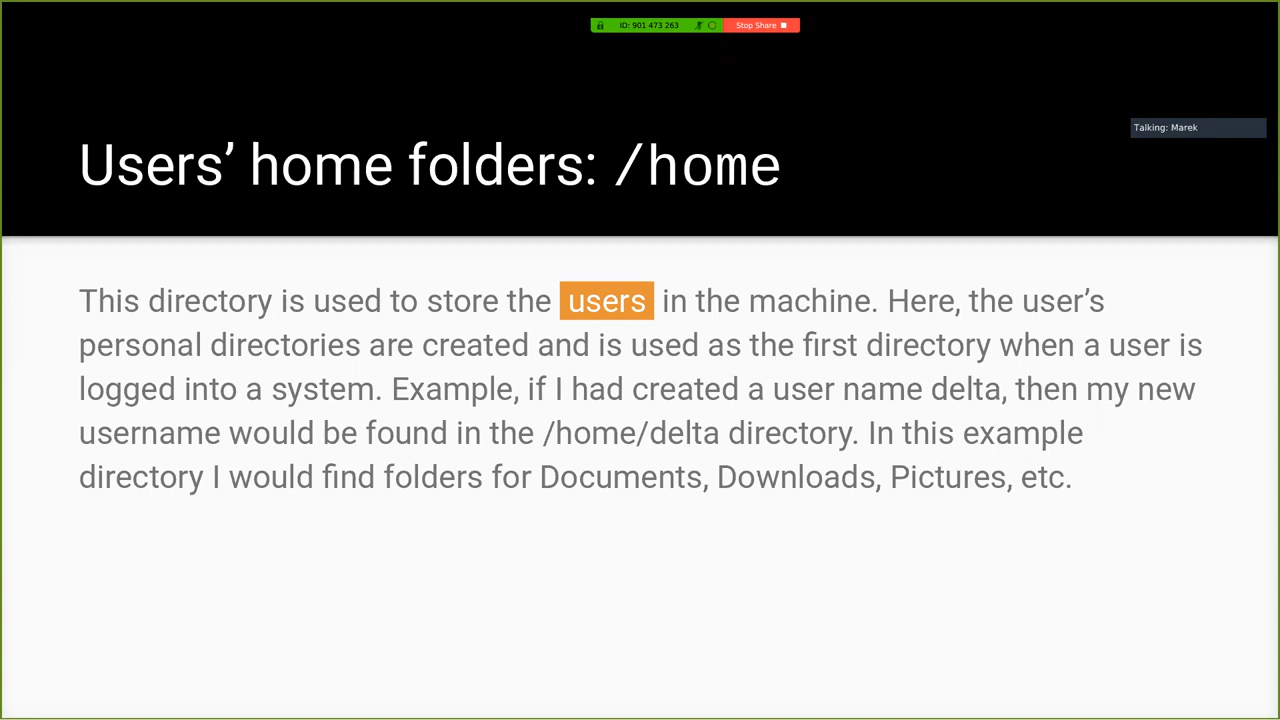 ID: 901 473 263
Stop Share
Talking: Marek
Users’ home folders: /home
This directory is used to store the users in the machine. Here, the user’s
personal directories are created and is used as the first directory when a user is
logged into a system. Example, if I had created a user name delta, then my new
username would be found in the /home/delta directory. In this example
directory I would find folders for Documents, Downloads, Pictures, etc.